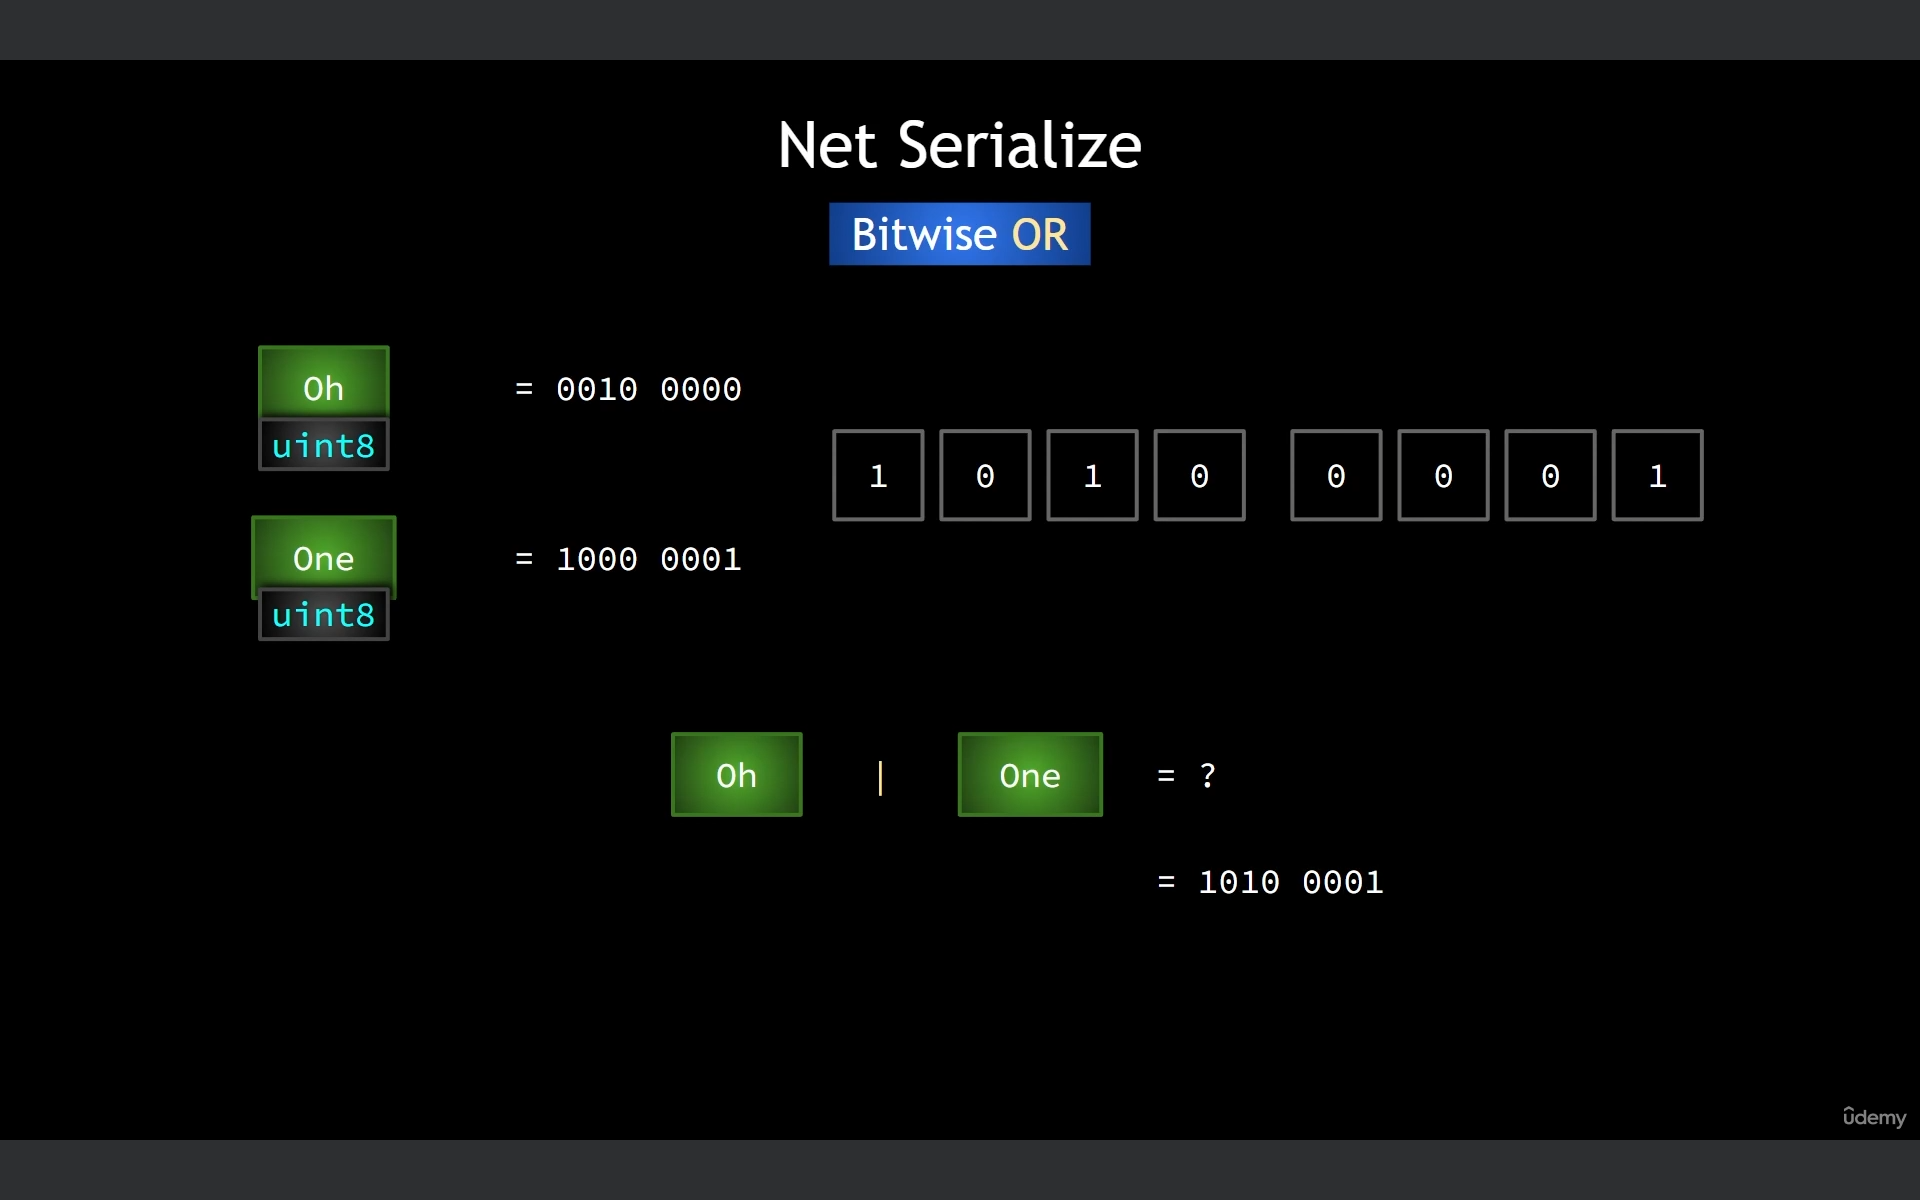 Net Serialize
Bitwise OR
Oh
uint8
= 0010 0000
1 0 1 0 0 0 0 1
One
uint8
= 1000 0001
Oh | One = ?
= 1010 0001
ûdemy